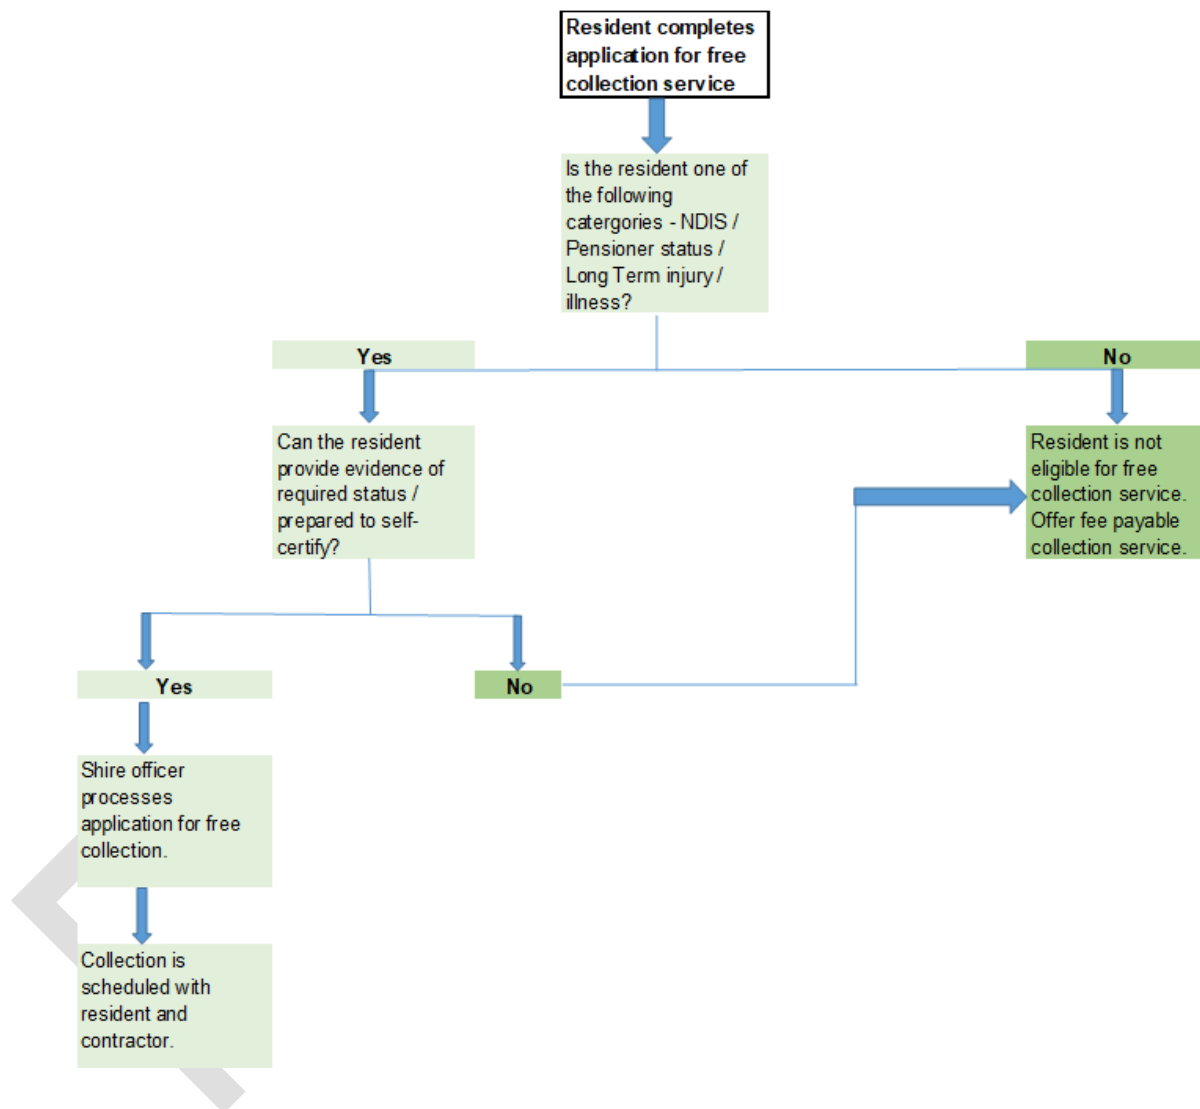 Resident completes
application for free
collection service
Is the resident one of
the following
catergories - NDIS /
Pensioner status /
Long Term injury /
illness?
Yes
No
Can the resident
provide evidence of
required status /
prepared to self-
certify?
Resident is not
eligible for free
collection service.
Offer fee payable
collection service.
Yes
No
Shire officer
processes
application for free
collection.
Collection is
scheduled with
resident and
contractor.